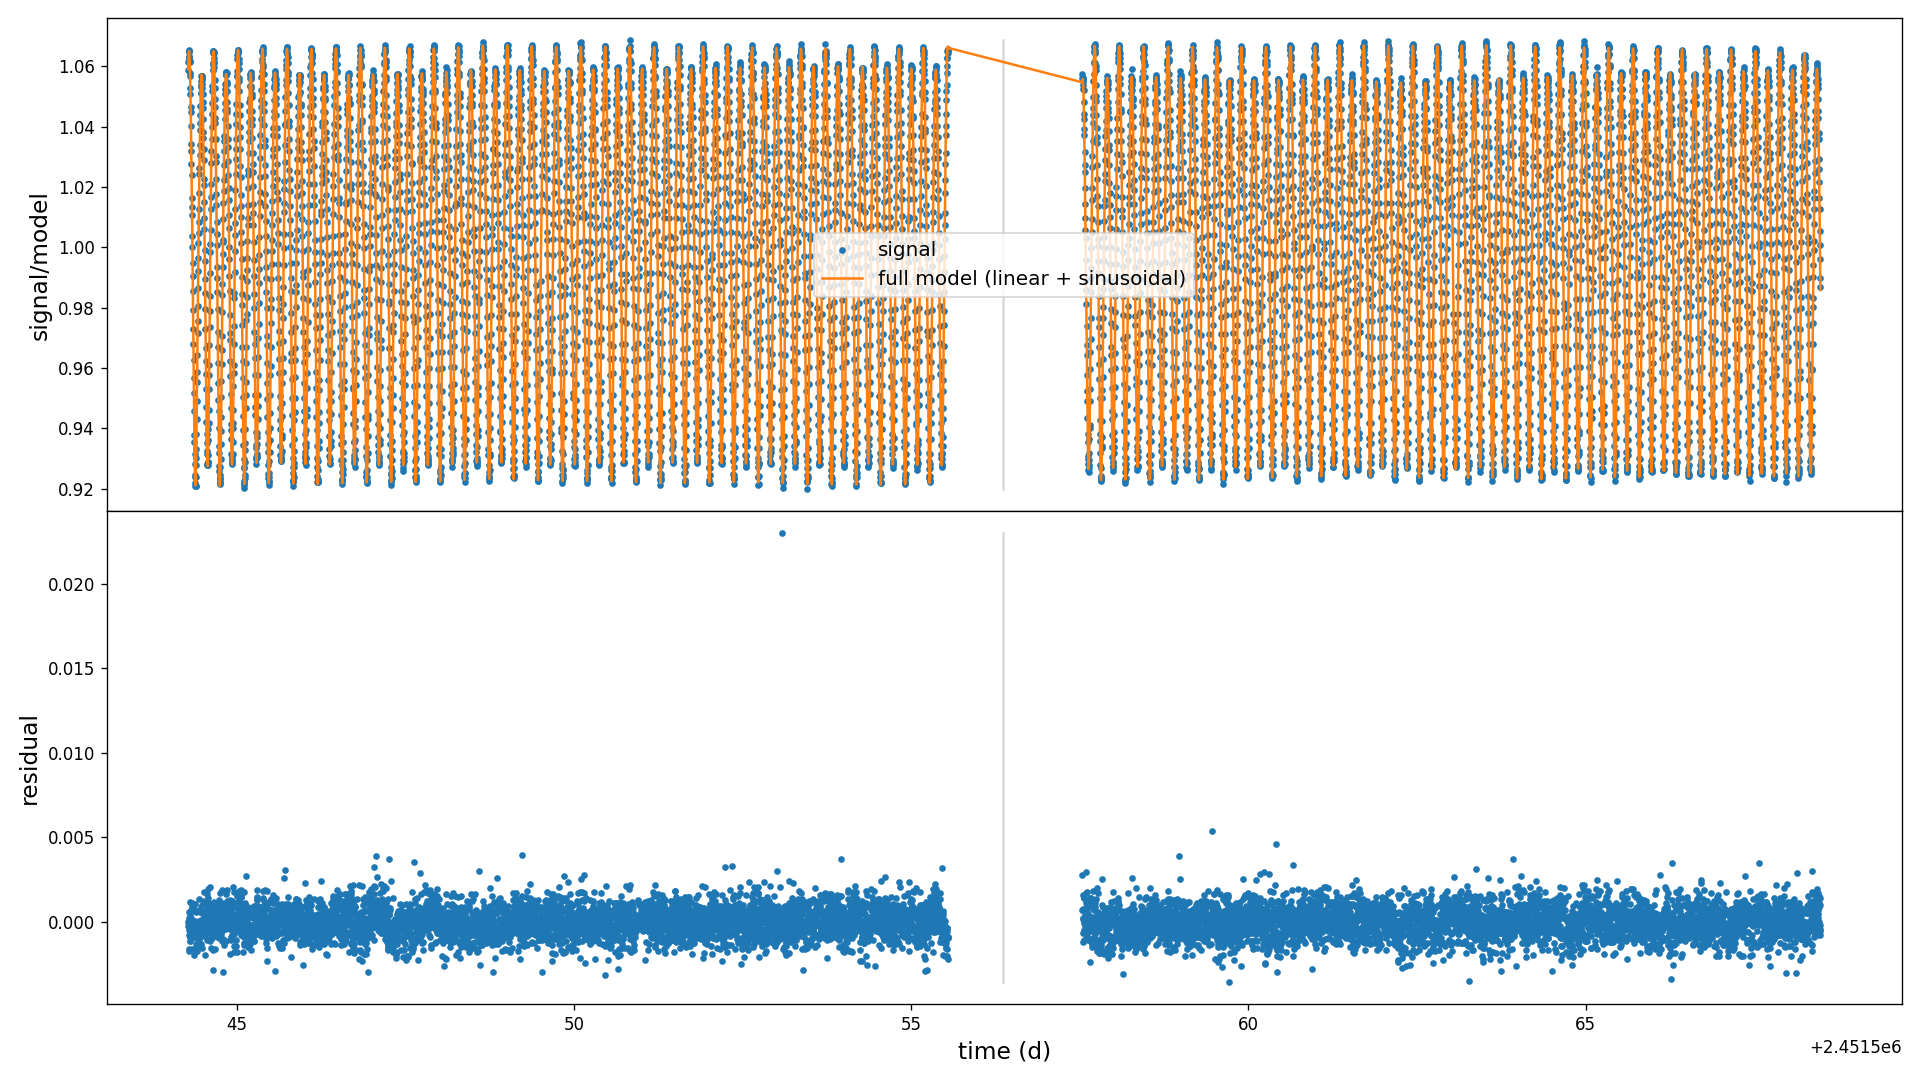 signal/model
1.06
1.04
1.02
1.00
0.98
0.96
0.94
0.92
signal
full model (linear + sinusoidal)
residual
0.020
0.015
0.010
0.005
0.000
45 50 55 60 65
time (d)
+2.4515e6